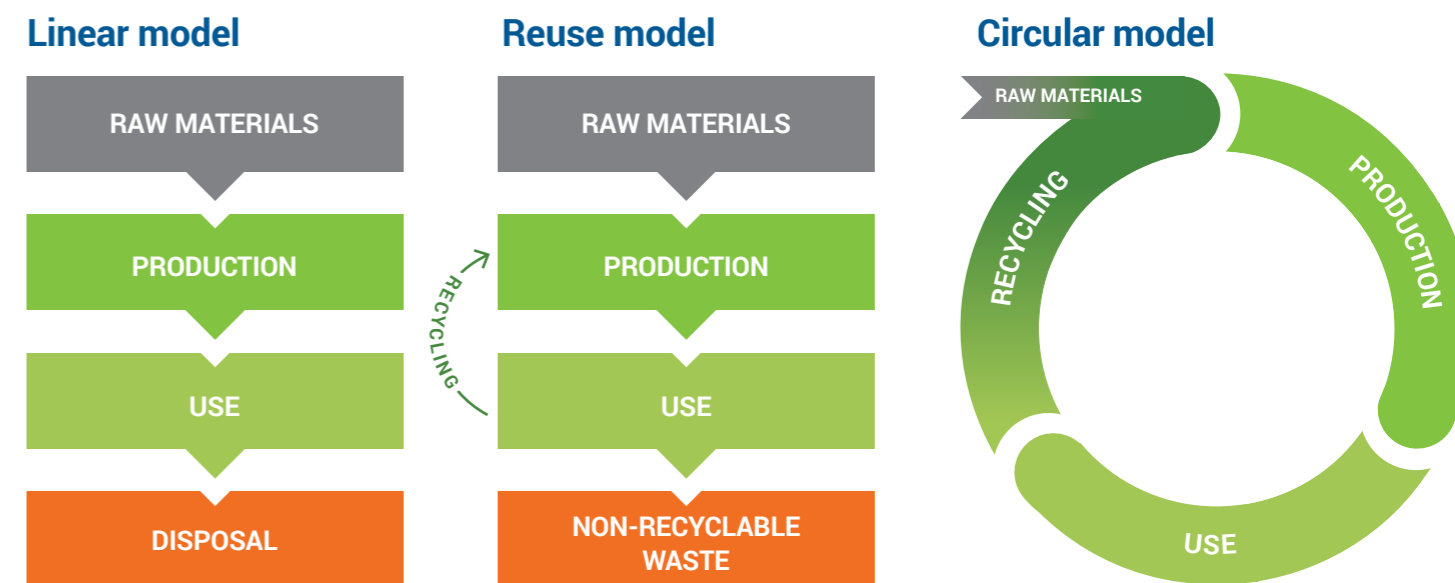 Linear model
RAW MATERIALS
PRODUCTION
USE
DISPOSAL
Reuse model
RAW MATERIALS
PRODUCTION
RECYCLING
USE
NON-RECYCLABLE
WASTE
Circular model
RAW MATERIALS
PRODUCTION
USE
RECYCLING